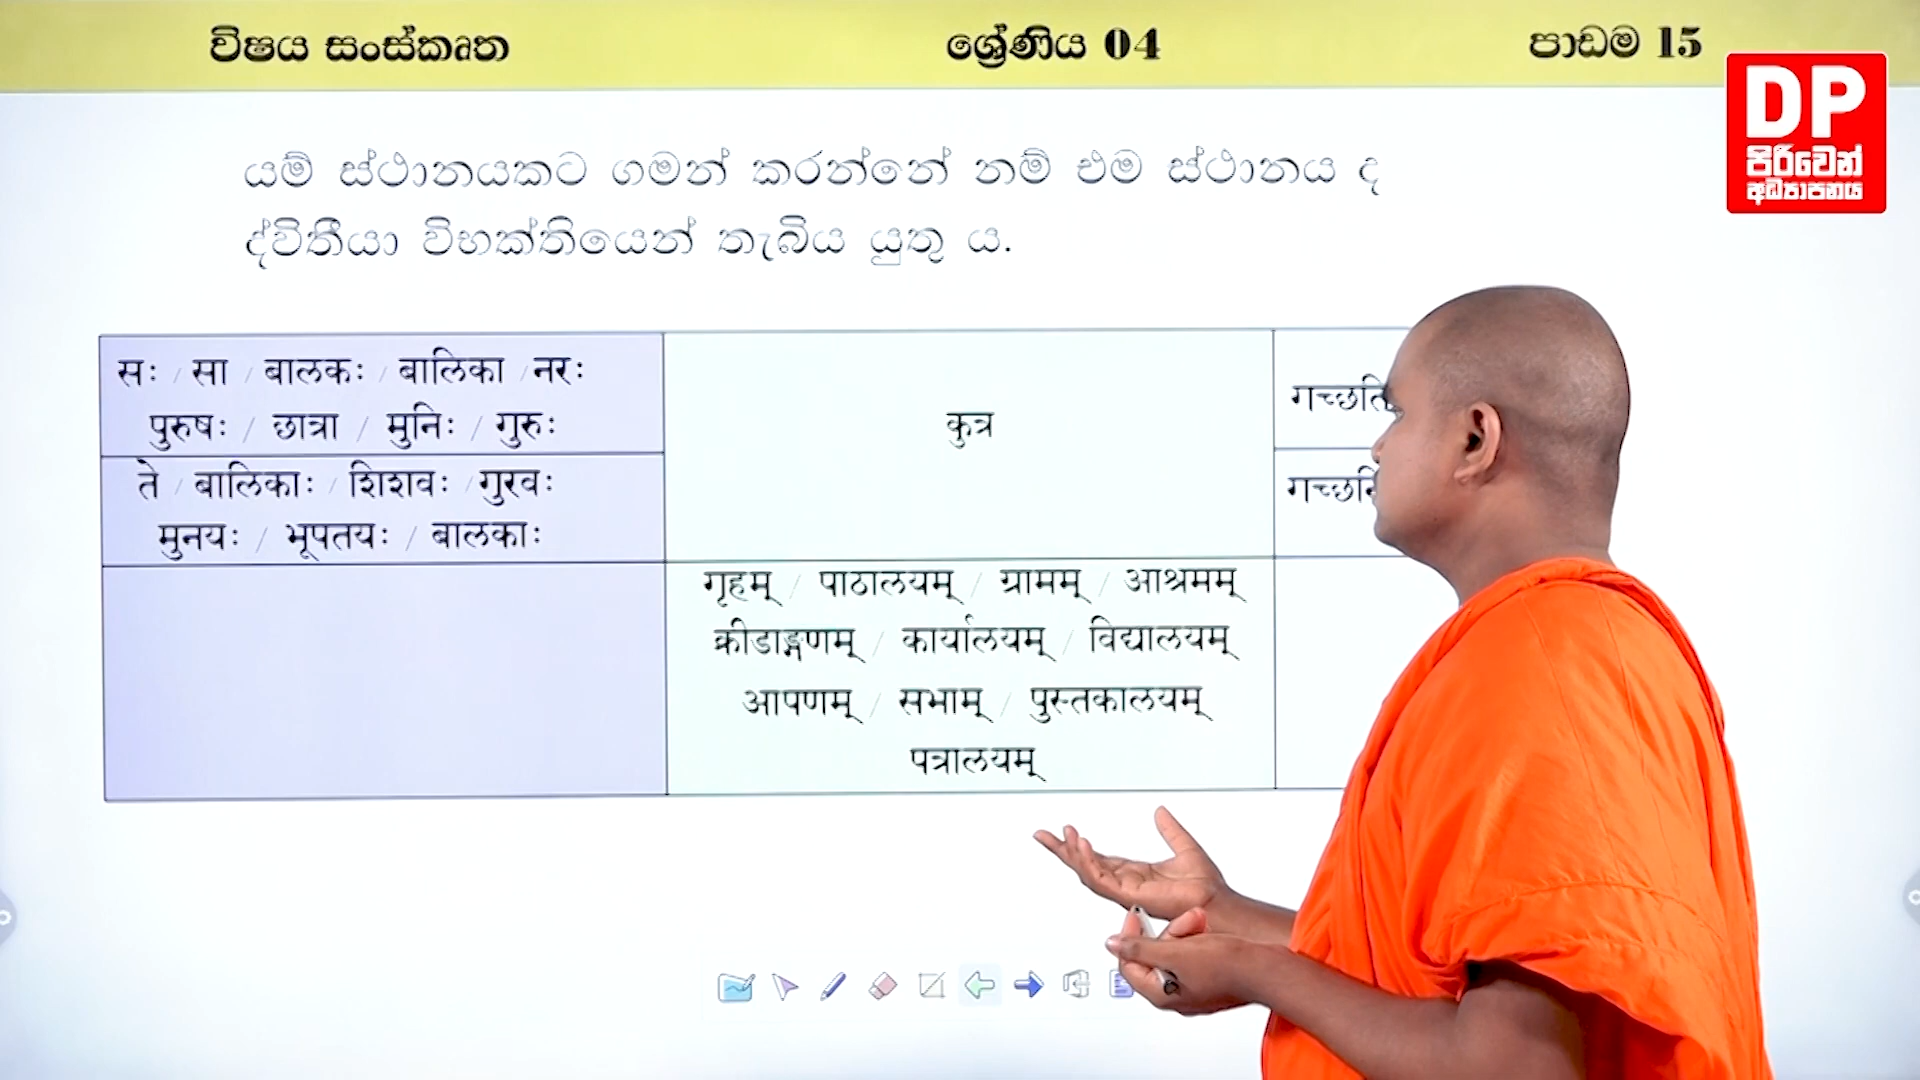 විෂය සංස්කෘත ශ්‍රේණිය 04 පාඩම 15
DP
පිරිවෙන්
අධ්‍යාපනය
යම් ස්ථානයකට ගමන් කරන්නේ නම් එම ස්ථානය ද
ද්විතීයා විභක්තියෙන් තැබිය යුතු ය.
सः / सा / बालकः / बालिका / नरः
पुरुषः / छात्रा / मुनिः / गुरुः
कुत्र
ते / बालिकाः / शिशवः / गुरवः
मुनयः / भूपतयः / बालकाः
गृहम् / पाठालयम् / ग्रामम् / आश्रमम्
क्रीडाङ्गणम् / कार्यालयम् / विद्यालयम्
आपणम् / सभाम् / पुस्तकालयम्
पत्रालयम्